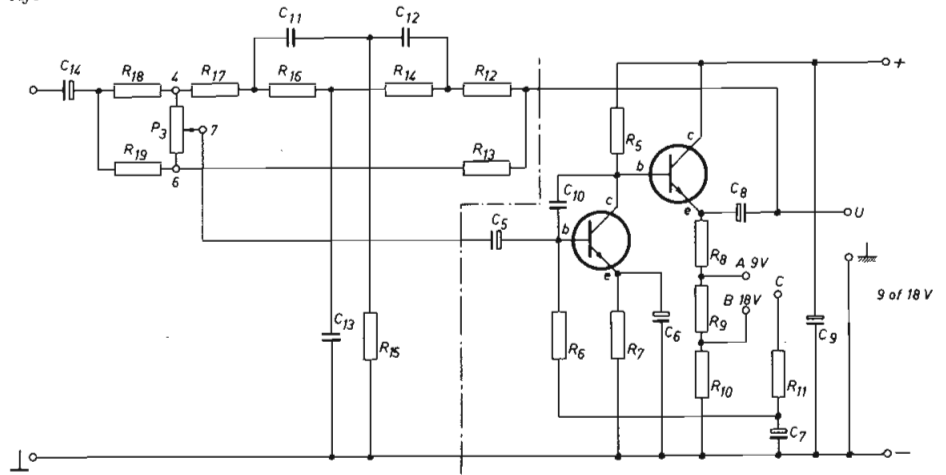 C11
C12
C14
R18
4
R17
R16
R14
R12
+
P3
7
R5
c
b
R19
6
R13
C10
c
e
C8
U
C5
b
R8
A 9V
C
e
B 18V
9 of 18 V
C13
R15
R6
R7
C6
R9
C9
R10
R11
C7
−